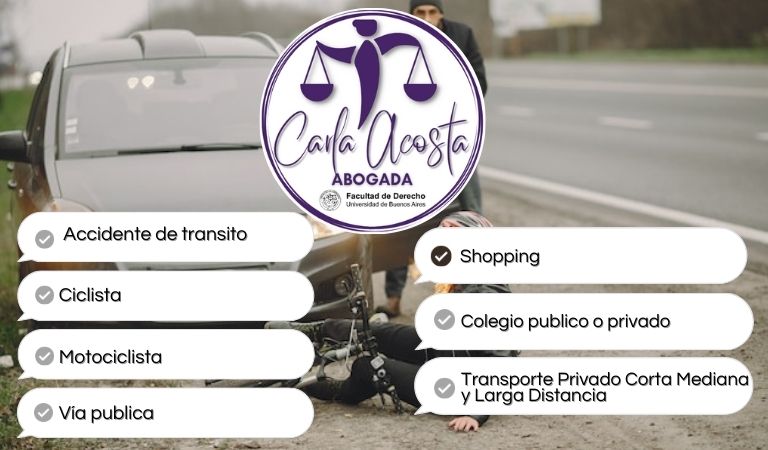 Carla Acosta
ABOGADA
Facultad de Derecho
Universidad de Buenos Aires
Accidente de transito
Ciclista
Motociclista
Vía publica
Shopping
Colegio publico o privado
Transporte Privado Corta Mediana
y Larga Distancia